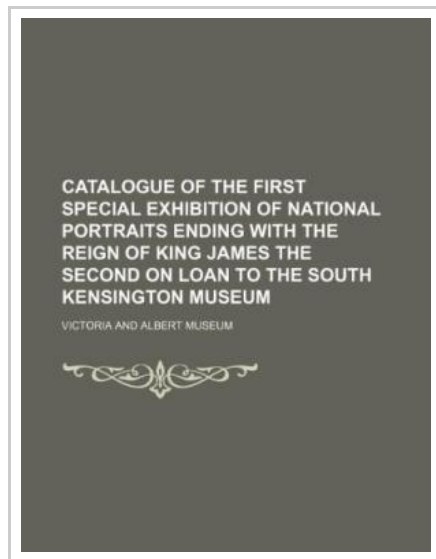 CATALOGUE OF THE FIRST
SPECIAL EXHIBITION OF NATIONAL
PORTRAITS ENDING WITH THE
REIGN OF KING JAMES THE
SECOND ON LOAN TO THE SOUTH
KENSINGTON MUSEUM
VICTORIA AND ALBERT MUSEUM